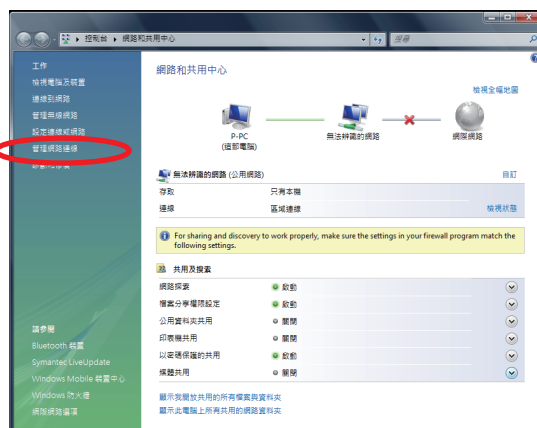 控制台 ▸ 網路和共用中心
搜尋
工作
檢視電腦及裝置
連線到網路
管理無線網路
設定連線或網路
管理網路連線
診斷和修復
請參閱
Bluetooth 裝置
Symantec LiveUpdate
Windows Mobile 裝置中心
Windows 防火牆
網際網路選項
網路和共用中心
檢視全幅地圖
P-PC
(這部電腦)
無法辨識的網路
網際網路
無法辨識的網路 (公用網路)
自訂
存取
只有本機
連線
區域連線
檢視狀態
For sharing and discovery to work properly, make sure the settings in your firewall program match the
following settings.
共用及搜索
網路探索
啟動
檔案分享權限設定
啟動
公用資料夾共用
關閉
印表機共用
關閉
以密碼保護的共用
啟動
媒體共用
關閉
顯示我開放共用的所有檔案與資料夾
顯示此電腦上所有共用的網路資料夾